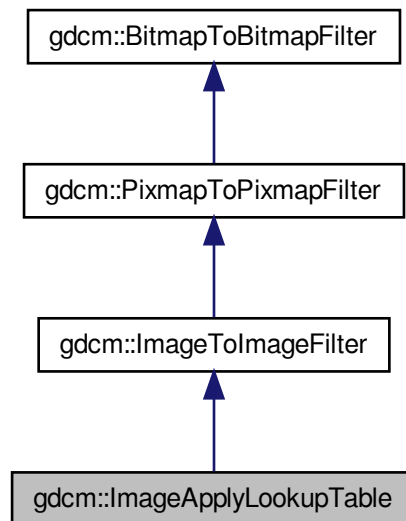 gdcm::BitmapToBitmapFilter
gdcm::PixmapToPixmapFilter
gdcm::ImageToImageFilter
gdcm::ImageApplyLookupTable